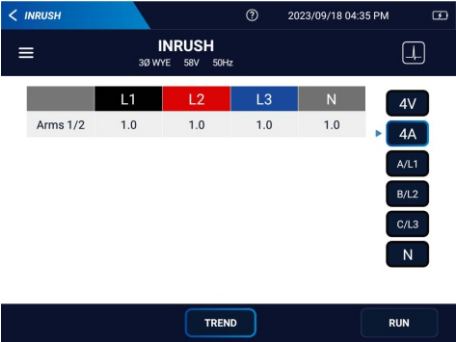 INRUSH
2023/09/18 04:35 PM
INRUSH
3Ø WYE 58V 50Hz
L1 L2 L3 N
Arms 1/2 1.0 1.0 1.0 1.0
4V
4A
A/L1
B/L2
C/L3
N
TREND
RUN